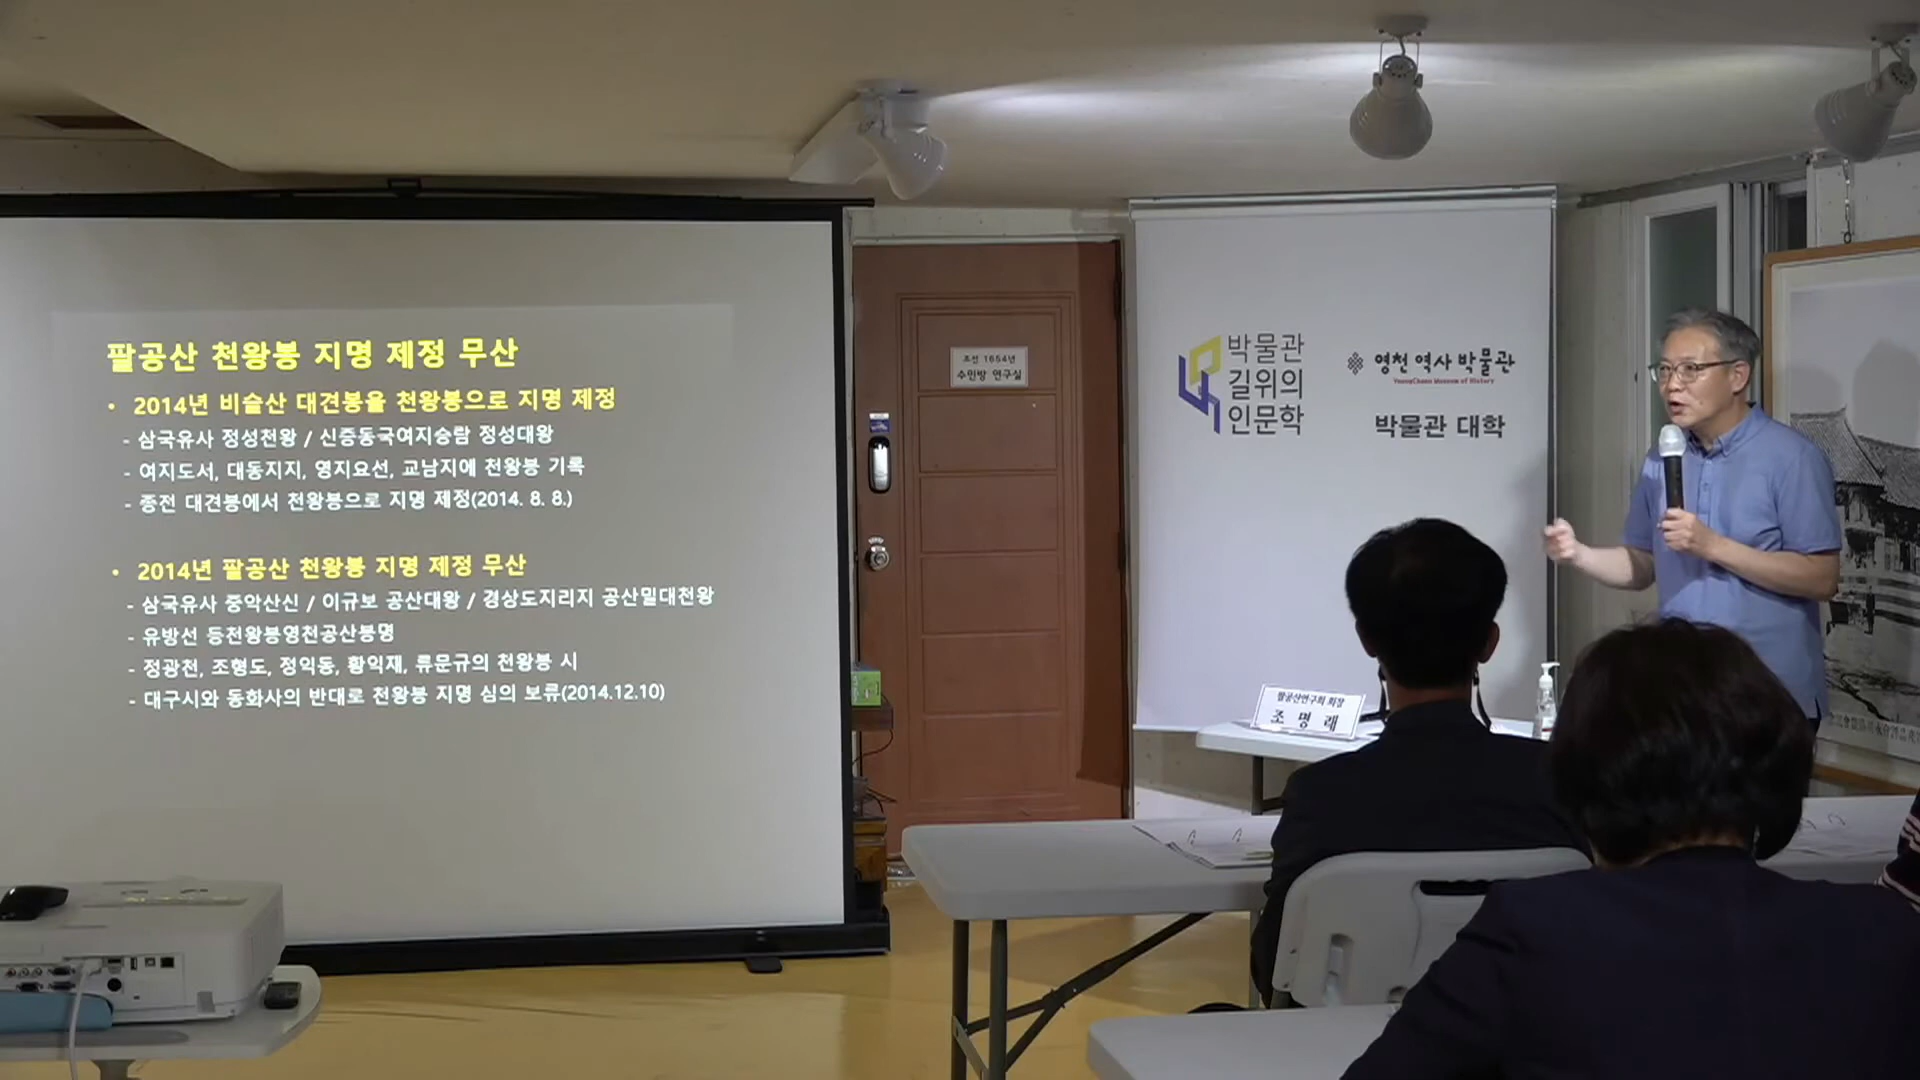 팔공산 천왕봉 지명 제정 무산
• 2014년 비슬산 대견봉을 천왕봉으로 지명 제정
- 삼국유사 정성천왕 / 신증동국여지승람 정성대왕
- 여지도서, 대동지지, 영지요선, 교남지에 천왕봉 기록
- 종전 대견봉에서 천왕봉으로 지명 제정(2014. 8. 8.)
• 2014년 팔공산 천왕봉 지명 제정 무산
- 삼국유사 중악산신 / 이규보 공산대왕 / 경상도지리지 공산밀대천왕
- 유방선 등천왕봉영천공산봉명
- 정광천, 조형도, 정익동, 황익재, 류문규의 천왕봉 시
- 대구시와 동화사의 반대로 천왕봉 지명 심의 보류(2014.12.10)
조선 1654년
수민방 연구실
박물관
길위의
인문학
영천역사박물관
YoungCheon Museum of History
박물관 대학
팔공산연구회 회장
조 명 래